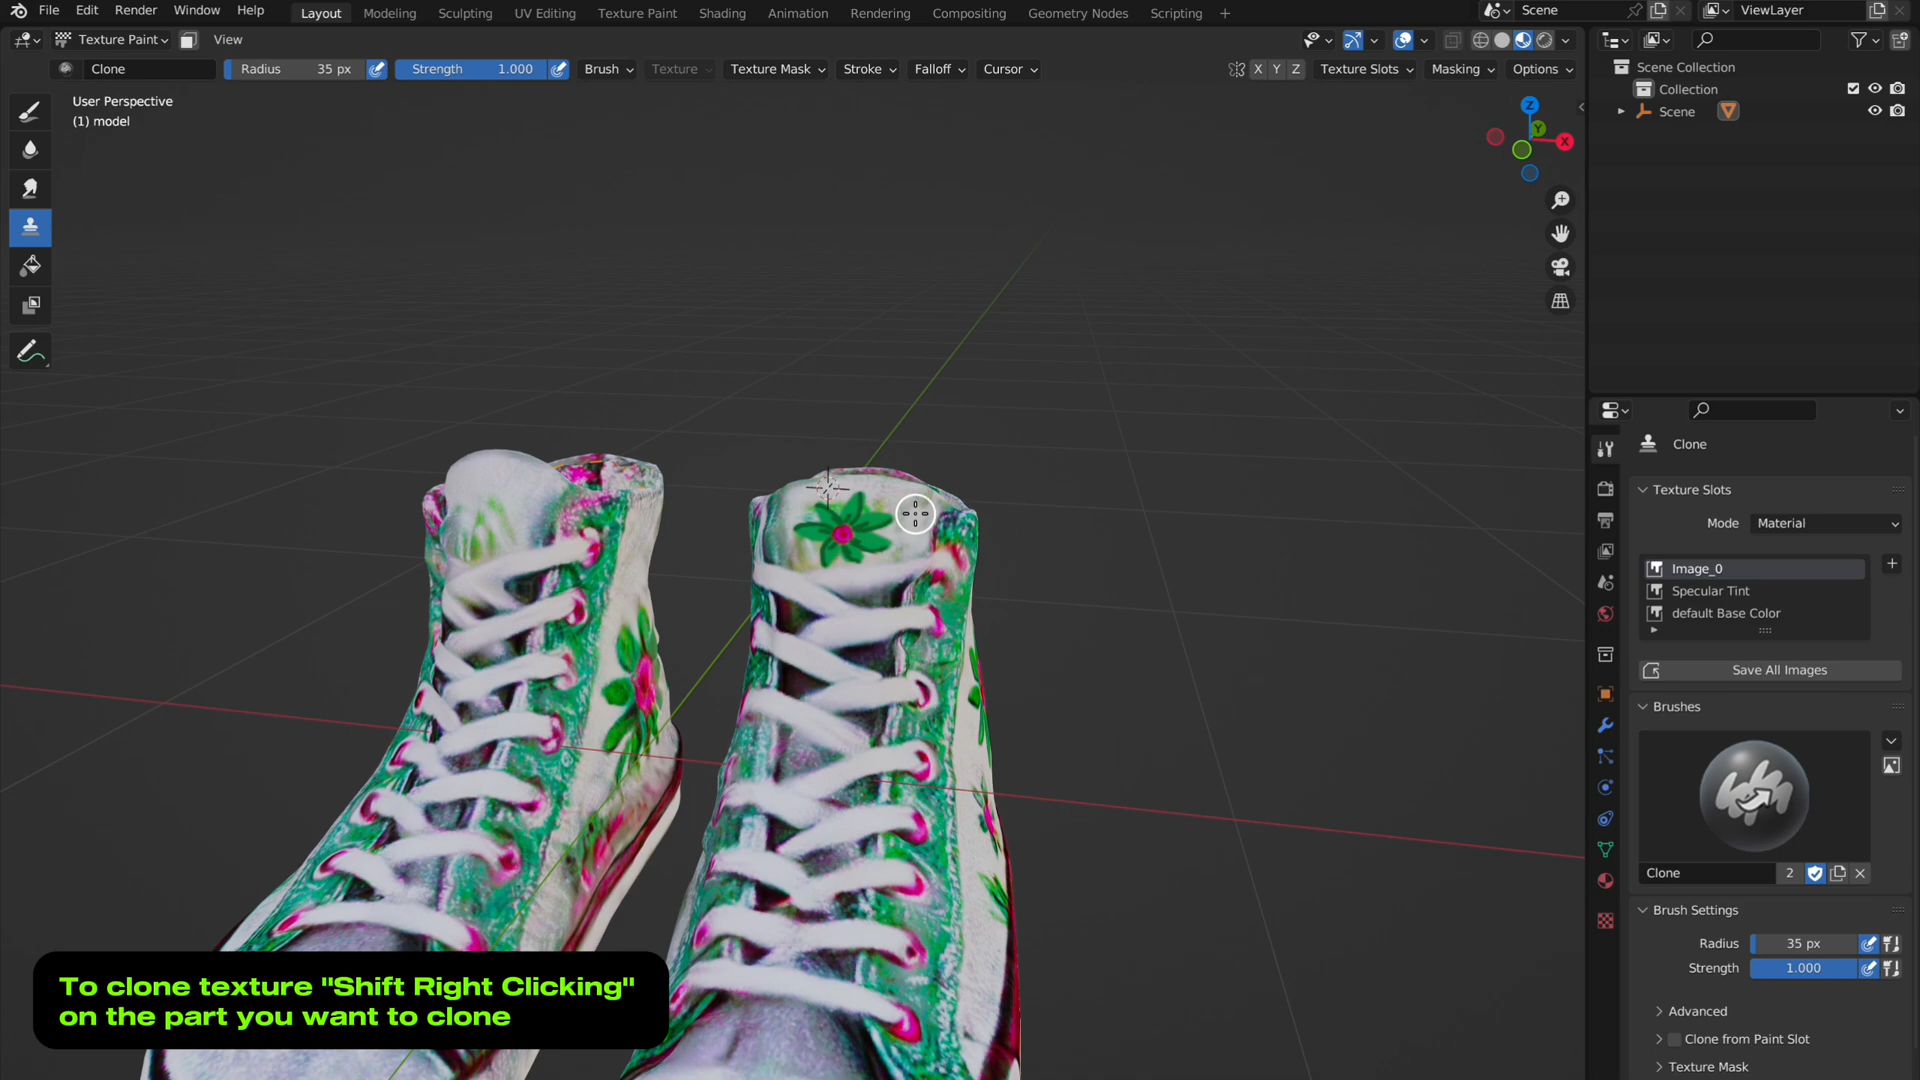 File Edit Render Window Help Layout Modeling Sculpting UV Editing Texture Paint Shading Animation Rendering Compositing Geometry Nodes Scripting + Scene ViewLayer
Texture Paint View
Clone Radius 35 px Strength 1.000 Brush Texture Texture Mask Stroke Falloff Cursor X Y Z Texture Slots Masking Options
User Perspective
(1) model
Z
Y
X
Scene Collection
Collection
Scene
Clone
Texture Slots
Mode Material
Image_0
Specular Tint
default Base Color
Save All Images
Brushes
Clone 2
Brush Settings
Radius 35 px
Strength 1.000
Advanced
Clone from Paint Slot
Texture Mask
To clone texture "Shift Right Clicking"
on the part you want to clone